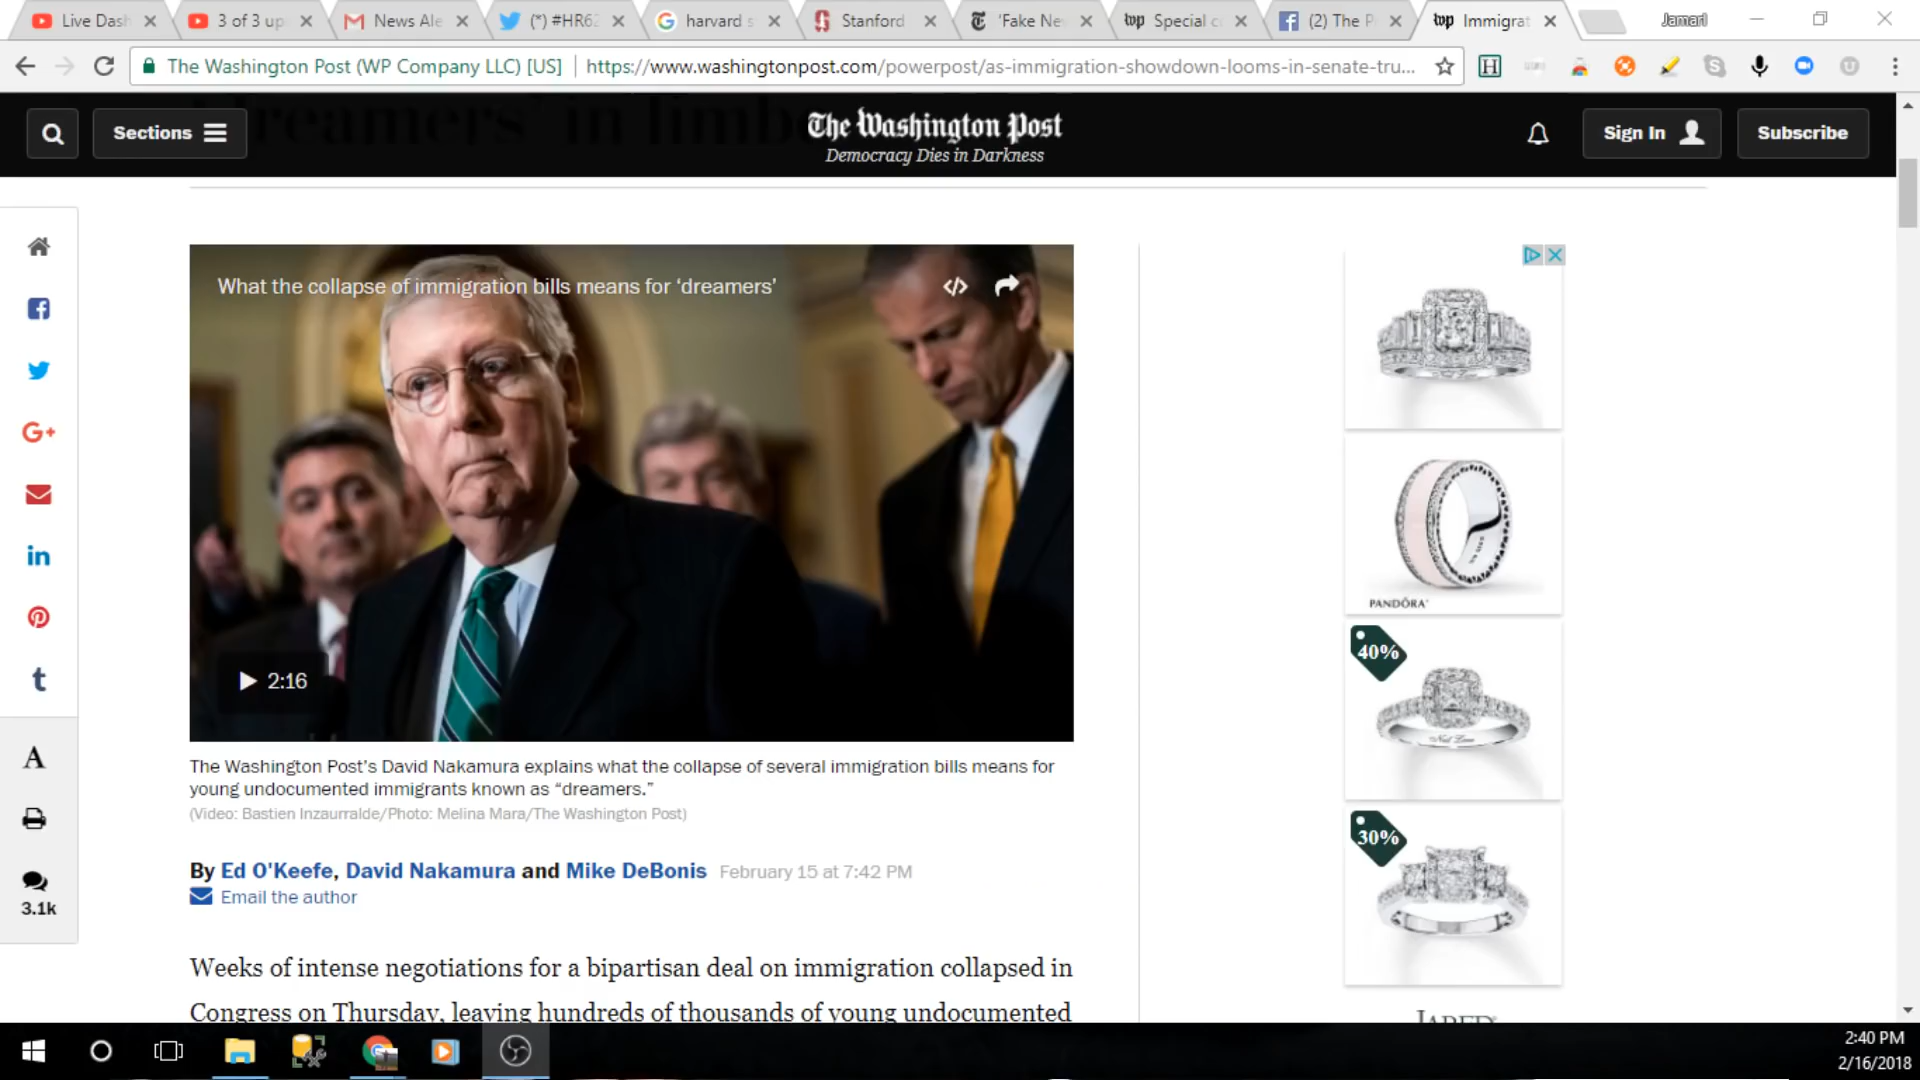 Live Dash
3 of 3 up
News Ale
(*) #HR62
harvard s
Stanford
'Fake Ne
Special c
(2) The P
Immigrat
Jamarl
The Washington Post (WP Company LLC) [US]
https://www.washingtonpost.com/powerpost/as-immigration-showdown-looms-in-senate-tru...
'dreamers' in limbo
Sections
The Washington Post
Democracy Dies in Darkness
Sign In
Subscribe
What the collapse of immigration bills means for ‘dreamers’
2:16
The Washington Post’s David Nakamura explains what the collapse of several immigration bills means for
young undocumented immigrants known as “dreamers.”
(Video: Bastien Inzaurralde/Photo: Melina Mara/The Washington Post)
By Ed O'Keefe, David Nakamura and Mike DeBonis February 15 at 7:42 PM
Email the author
Weeks of intense negotiations for a bipartisan deal on immigration collapsed in
Congress on Thursday, leaving hundreds of thousands of young undocumented
G+
in
t
A
3.1k
PANDÖRA
40%
30%
JARED
2:40 PM
2/16/2018